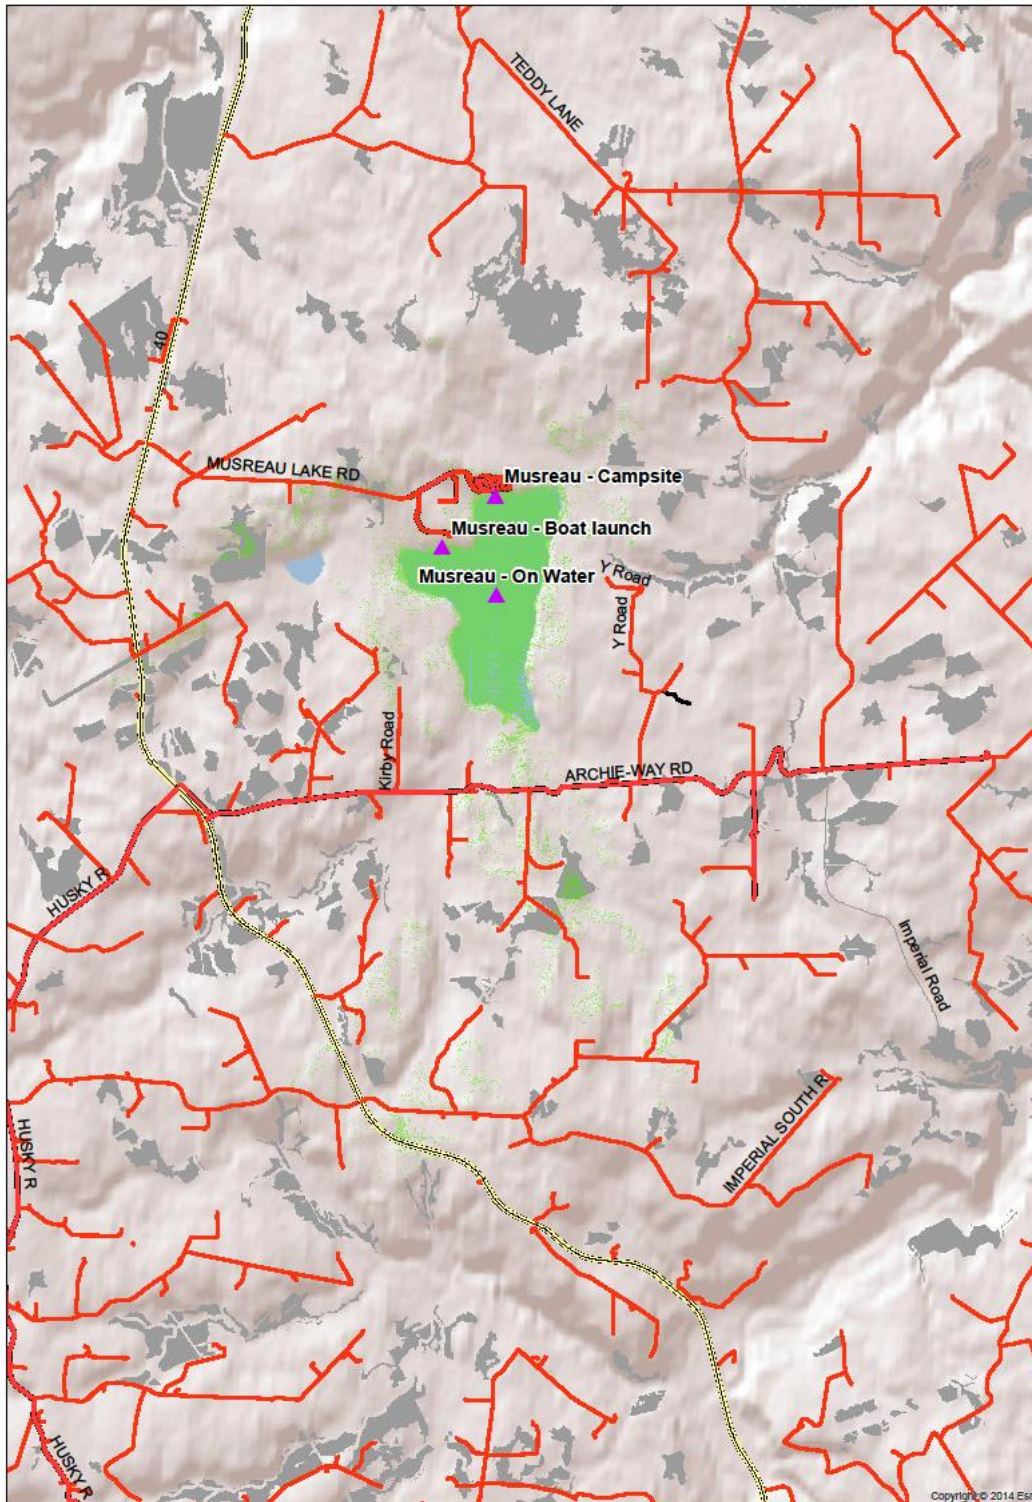 TEDDY LANE
40
MUSREAU LAKE RD
Musreau - Campsite
Musreau - Boat launch
Musreau - On Water
Y Road
Y Road
Kirby Road
ARCHIE-WAY RD
HUSKY R
Imperial Road
IMPERIAL SOUTH R
HUSKY R
HUSKY R
Copyright © 2014 Esr